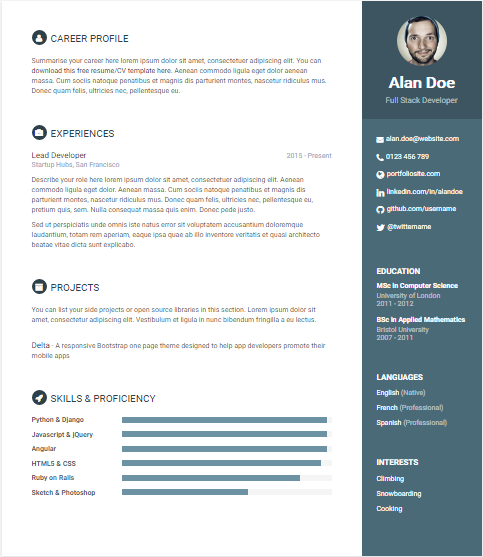 CAREER PROFILE
Summarise your career here lorem ipsum dolor sit amet, consectetuer adipiscing elit. You can
download this free resume/CV template here. Aenean commodo ligula eget dolor aenean
massa. Cum sociis natoque penatibus et magnis dis parturient montes, nascetur ridiculus mus.
Donec quam felis, ultricies nec, pellentesque eu.
EXPERIENCES
Lead Developer
2015 - Present
Startup Hubs, San Francisco
Describe your role here lorem ipsum dolor sit amet, consectetuer adipiscing elit. Aenean
commodo ligula eget dolor. Aenean massa. Cum sociis natoque penatibus et magnis dis
parturient montes, nascetur ridiculus mus. Donec quam felis, ultricies nec, pellentesque eu,
pretium quis, sem. Nulla consequat massa quis enim. Donec pede justo.
Sed ut perspiciatis unde omnis iste natus error sit voluptatem accusantium doloremque
laudantium, totam rem aperiam, eaque ipsa quae ab illo inventore veritatis et quasi architecto
beatae vitae dicta sunt explicabo.
PROJECTS
You can list your side projects or open source libraries in this section. Lorem ipsum dolor sit
amet, consectetur adipiscing elit. Vestibulum et ligula in nunc bibendum fringilla a eu lectus.
Delta - A responsive Bootstrap one page theme designed to help app developers promote their
mobile apps
SKILLS & PROFICIENCY
Python & Django
Javascript & jQuery
Angular
HTML5 & CSS
Ruby on Rails
Sketch & Photoshop
Alan Doe
Full Stack Developer
alan.doe@website.com
0123 456 789
portfoliosite.com
linkedin.com/in/alandoe
github.com/username
@twittername
EDUCATION
MSc in Computer Science
University of London
2011 - 2012
BSc in Applied Mathematics
Bristol University
2007 - 2011
LANGUAGES
English (Native)
French (Professional)
Spanish (Professional)
INTERESTS
Climbing
Snowboarding
Cooking